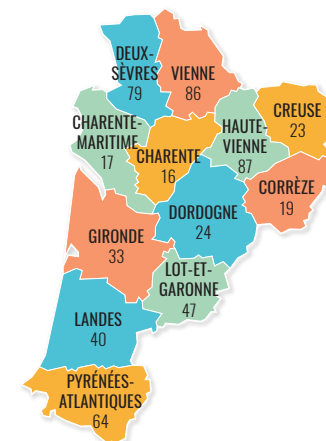 DEUX-
SÈVRES
79
VIENNE
86
CREUSE
23
CHARENTE-
MARITIME
17
CHARENTE
16
HAUTE-
VIENNE
87
CORRÈZE
19
DORDOGNE
24
GIRONDE
33
LOT-ET-
GARONNE
47
LANDES
40
PYRÉNÉES-
ATLANTIQUES
64